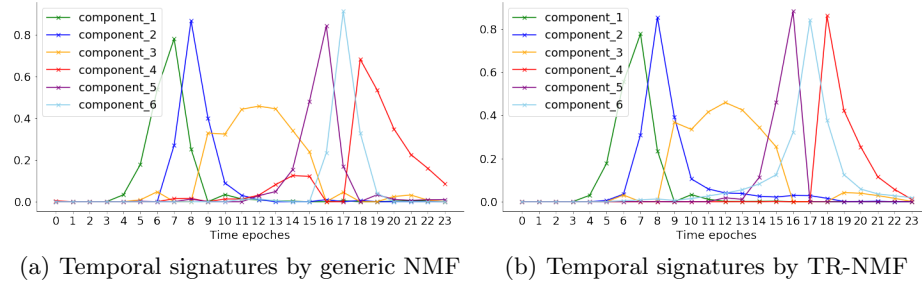 component_1
component_2
component_3
component_4
component_5
component_6
0.8
0.6
0.4
0.2
0.0
0 1 2 3 4 5 6 7 8 9 10 11 12 13 14 15 16 17 18 19 20 21 22 23
Time epoches
(a) Temporal signatures by generic NMF
component_1
component_2
component_3
component_4
component_5
component_6
0.8
0.6
0.4
0.2
0.0
0 1 2 3 4 5 6 7 8 9 10 11 12 13 14 15 16 17 18 19 20 21 22 23
Time epoches
(b) Temporal signatures by TR-NMF